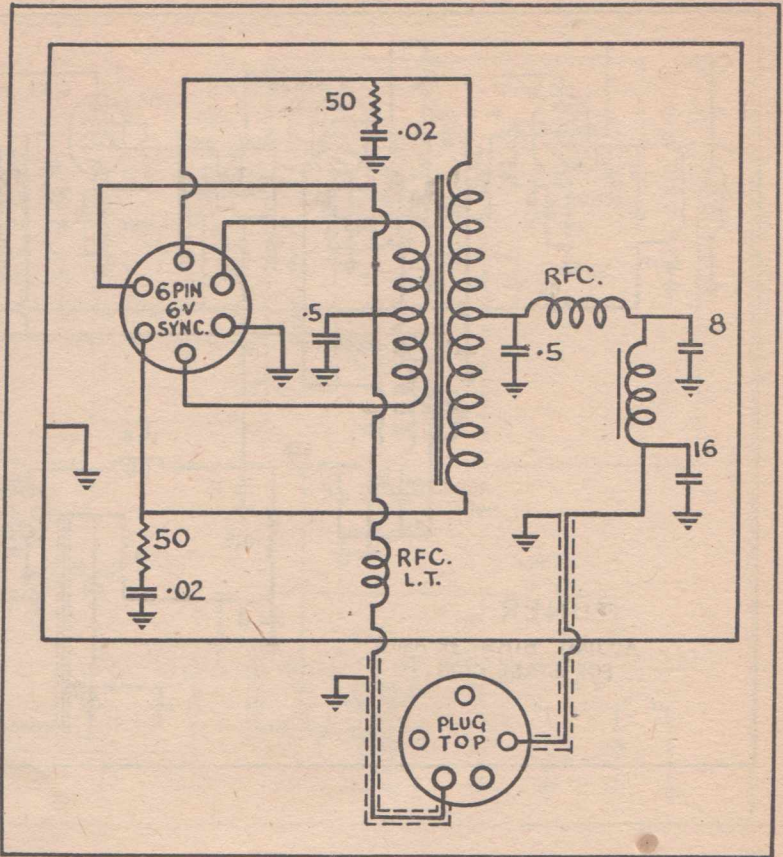 50
·02
6PIN
6V
SYNC.
.5
RFC.
8
·5
16
50
·02
RFC.
L.T.
PLUG
TOP